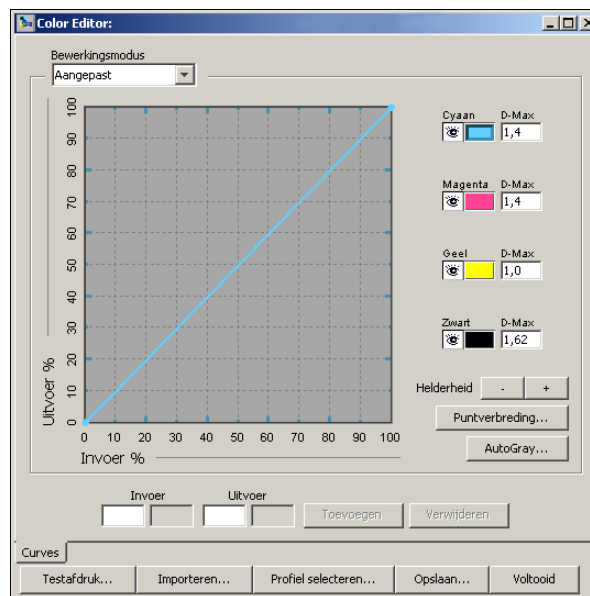 Color Editor:
Bewerkingsmodus
Aangepast
100
90
80
70
60
50
40
30
20
10
0
Uitvoer %
0 10 20 30 40 50 60 70 80 90 100
Invoer %
Cyaan D-Max
1,4
Magenta D-Max
1,4
Geel D-Max
1,0
Zwart D-Max
1,62
Helderheid - +
Puntverbreding...
AutoGray...
Invoer Uitvoer
Toevoegen Verwijderen
Curves
Testafdruk... Importeren... Profiel selecteren... Opslaan... Voltooid